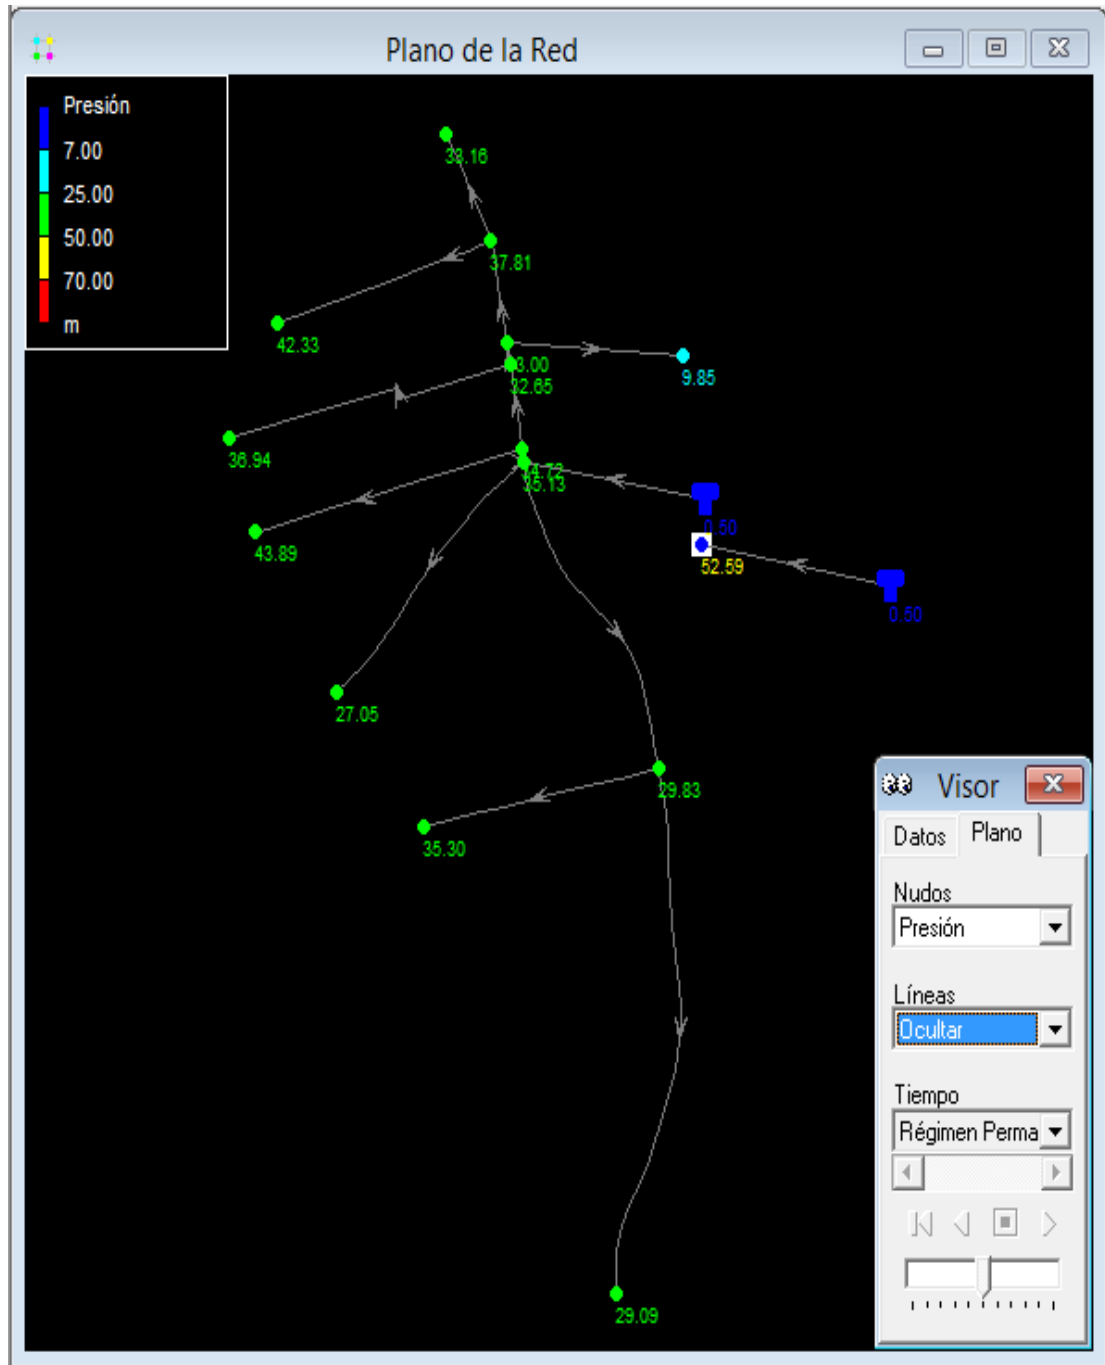 Plano de la Red
Presión
7.00
25.00
50.00
70.00
m
37.81
42.33
3.00
32.65
9.85
36.94
35.13
0.50
43.89
52.59
0.50
27.05
29.83
35.30
29.09
Visor
Datos Plano
Nudos
Presión
Líneas
Ocultar
Tiempo
Régimen Perma